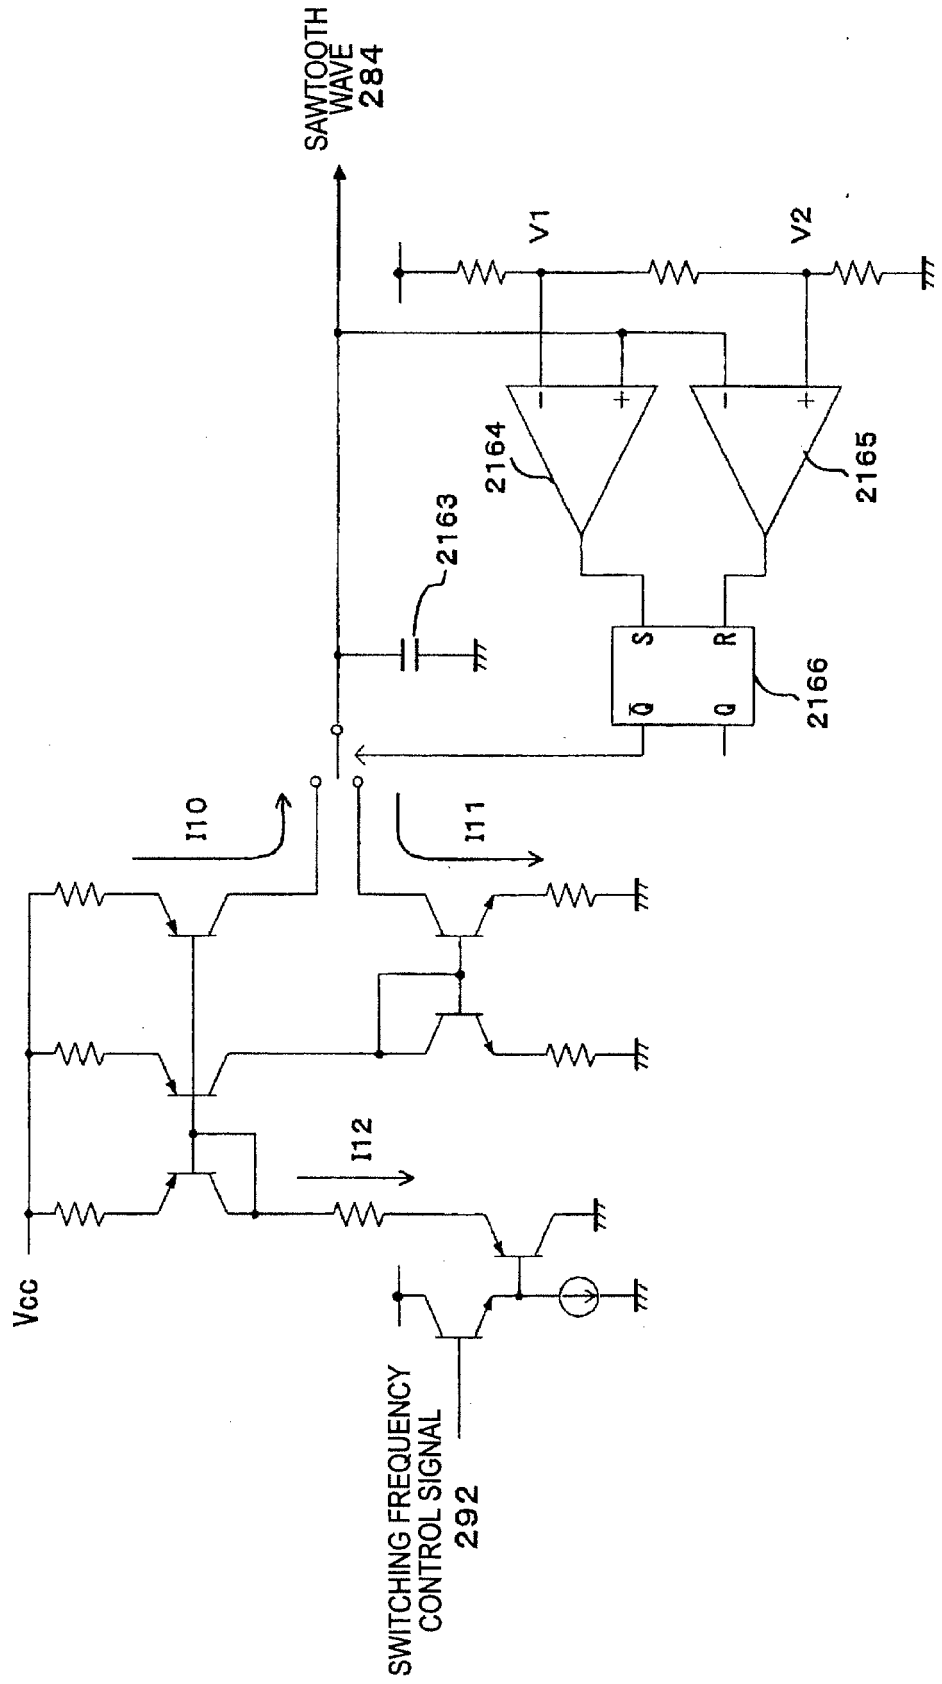 SAWTOOTH
WAVE
284
V1
V2
−
+
−
+
2164
2165
2163
S
R
Q̅
Q
2166
I10
I11
I12
Vcc
SWITCHING FREQUENCY
CONTROL SIGNAL
292